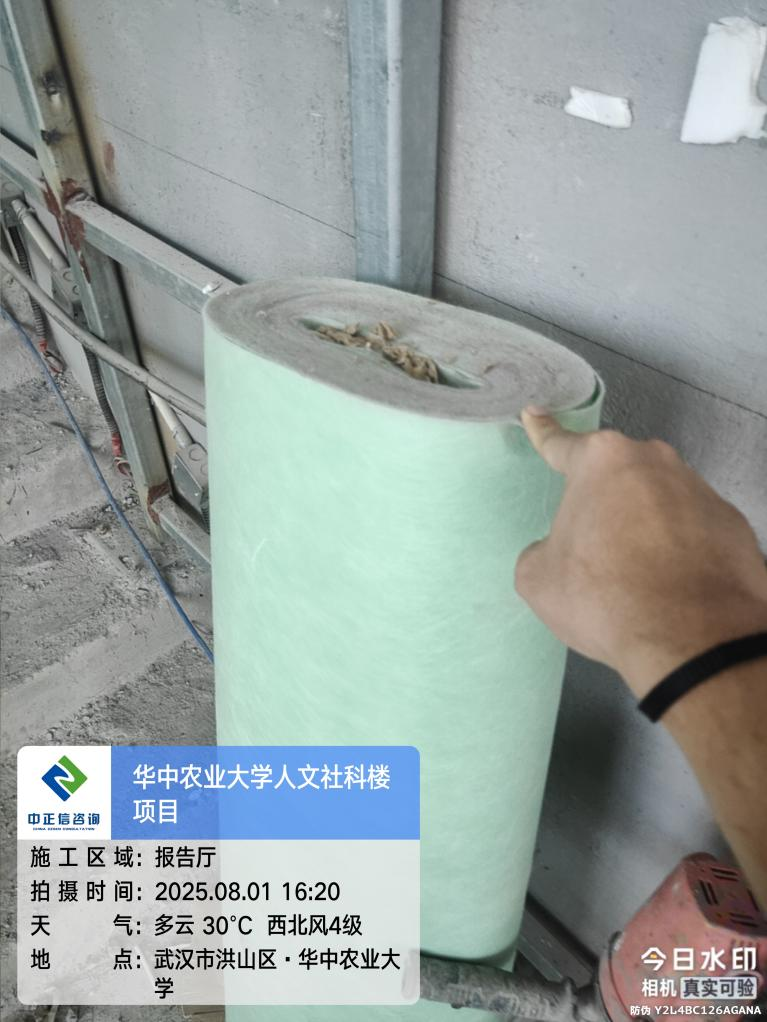 中正信咨询
华中农业大学人文社科楼
项目
施工区域：报告厅
拍摄时间：2025.08.01 16:20
天气：多云 30℃ 西北风4级
地点：武汉市洪山区·华中农业大
学
今日水印
相机 真实可验
防伪 Y2L4BC126AGANA